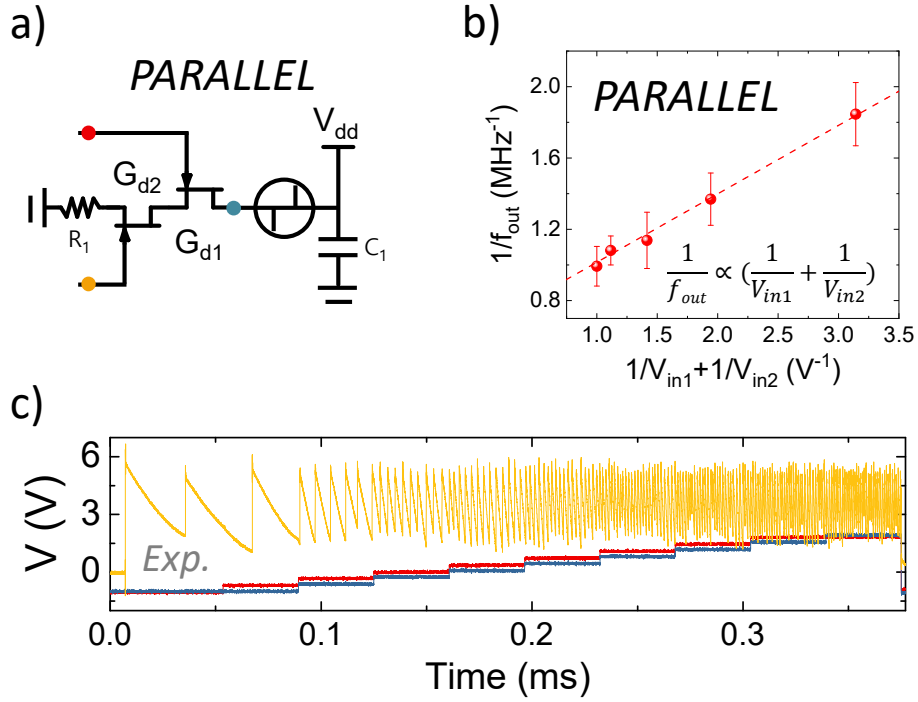 a)
PARALLEL
V_dd
G_d2
G_d1
R_1
C_1
b)
PARALLEL
1/f_out (MHz^-1)
2.0
1.6
1.2
0.8
1/f_out ∝ (1/V_in1 + 1/V_in2)
1.0 1.5 2.0 2.5 3.0 3.5
1/V_in1+1/V_in2 (V^-1)
c)
V (V)
6
3
0
Exp.
0.0 0.1 0.2 0.3
Time (ms)